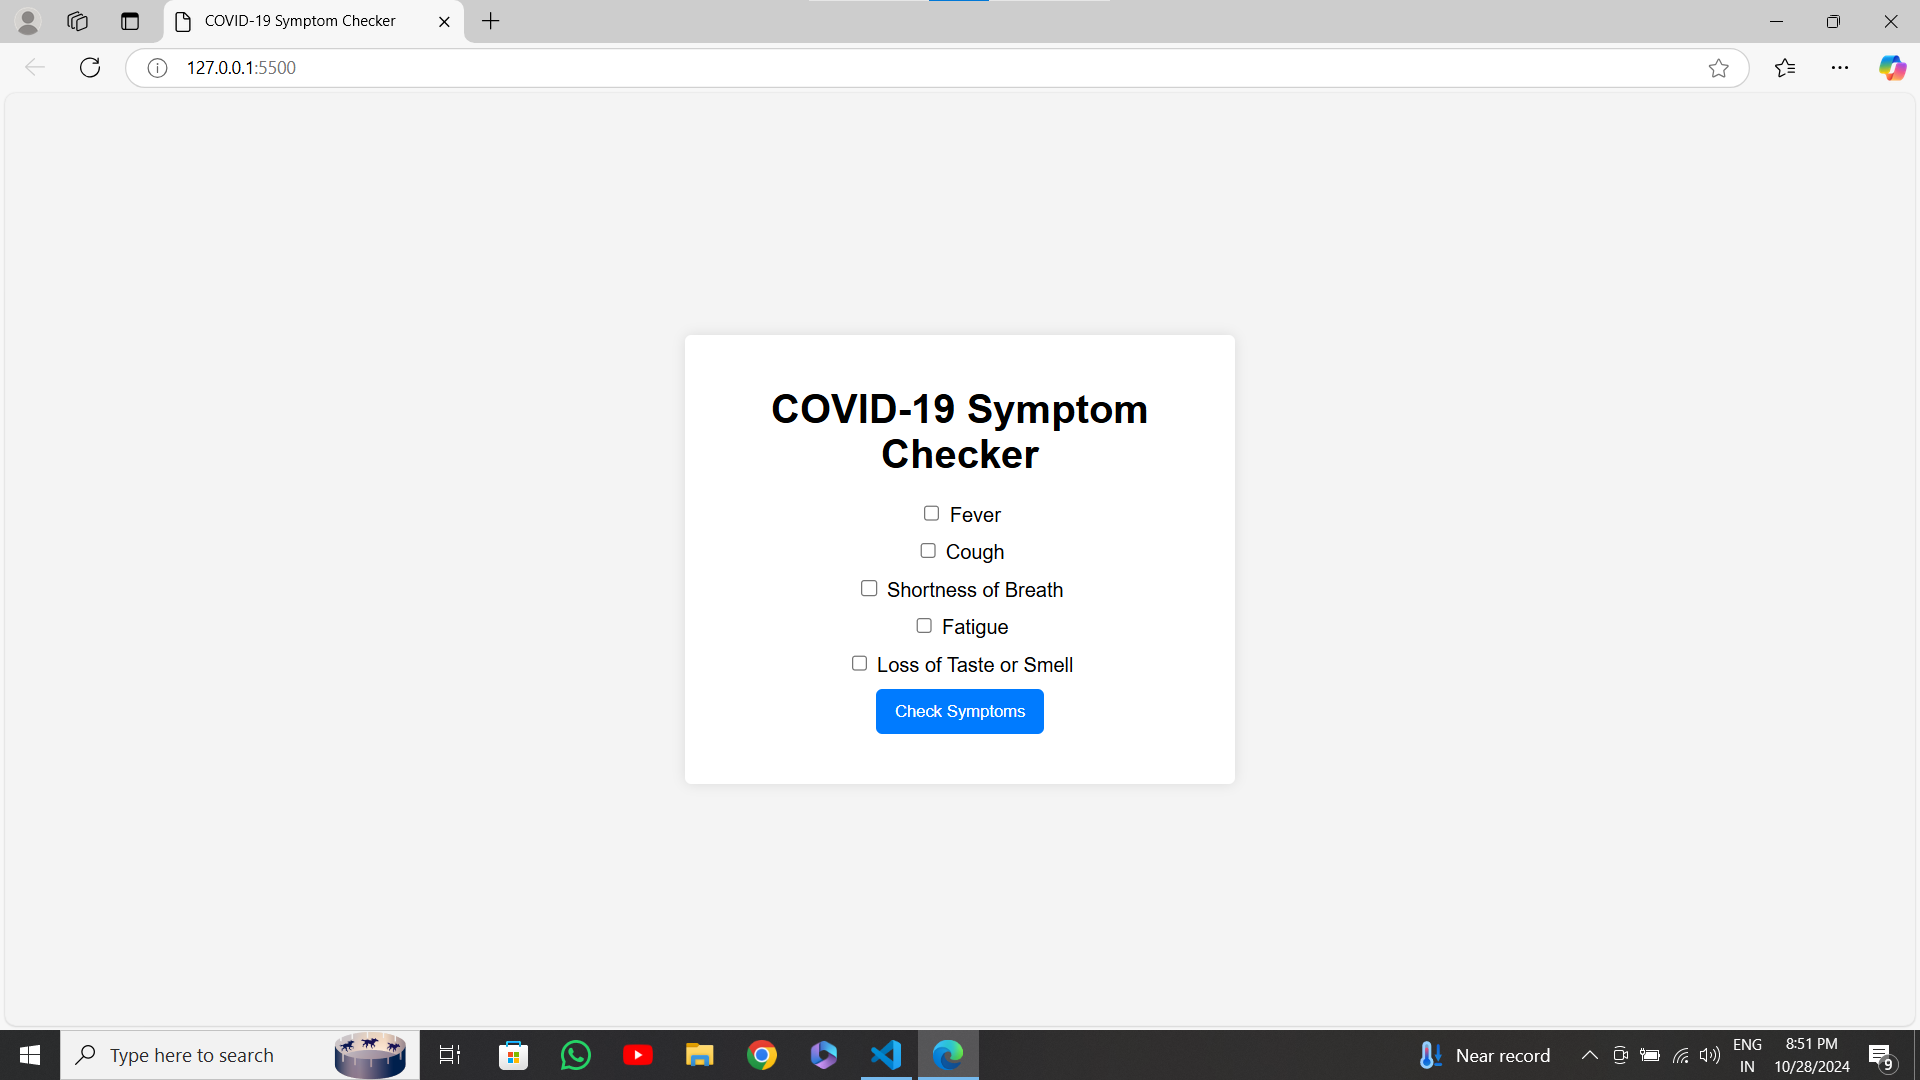 COVID-19 Symptom Checker
127.0.0.1:5500
COVID-19 Symptom
Checker
Fever
Cough
Shortness of Breath
Fatigue
Loss of Taste or Smell
Check Symptoms
Type here to search
Near record
ENG
IN
8:51 PM
10/28/2024
9